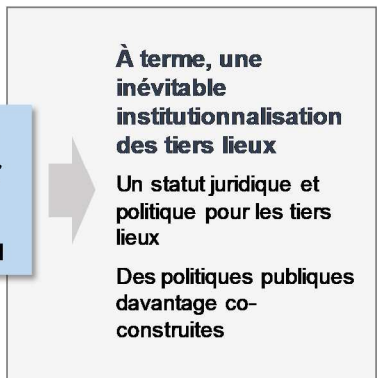 À terme, une
inévitable
institutionnalisation
des tiers lieux
Un statut juridique et
politique pour les tiers
lieux
Des politiques publiques
davantage co-
construites